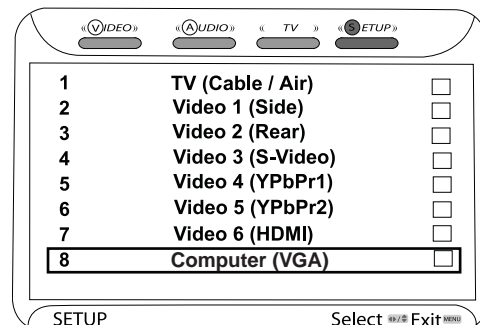 VIDEO AUDIO TV SETUP
1 TV (Cable / Air)
2 Video 1 (Side)
3 Video 2 (Rear)
4 Video 3 (S-Video)
5 Video 4 (YPbPr1)
6 Video 5 (YPbPr2)
7 Video 6 (HDMI)
8 Computer (VGA)
SETUP Select Exit MENU